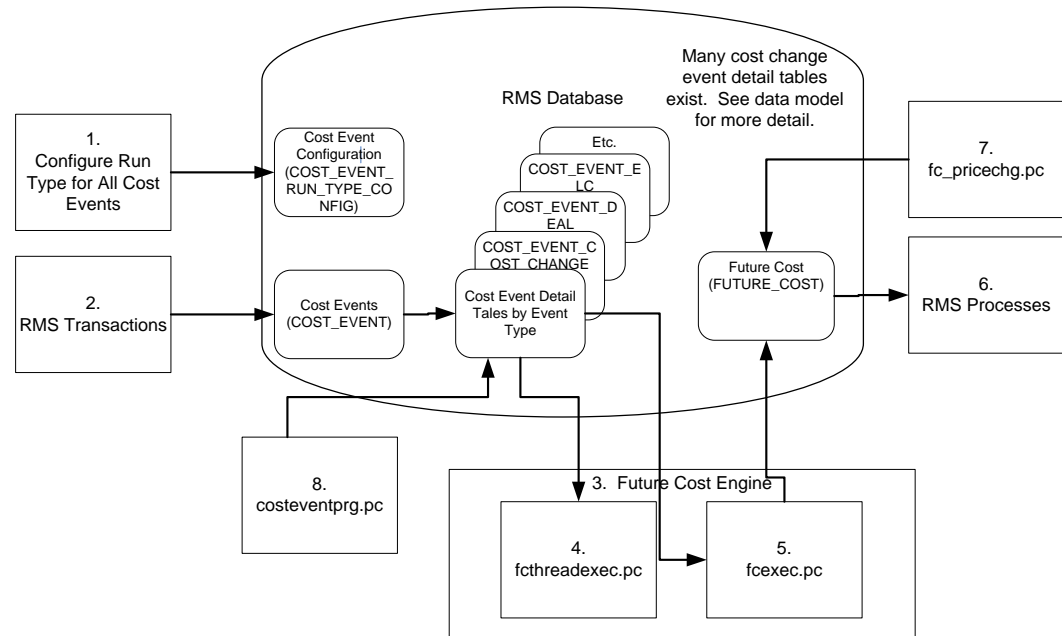 1.
Configure Run
Type for All Cost
Events
2.
RMS Transactions
Cost Event
Configuration
(COST_EVENT_
RUN_TYPE_CO
NFIG)
Cost Events
(COST_EVENT)
RMS Database
Etc.
COST_EVENT_E
LC
COST_EVENT_D
EAL
COST_EVENT_C
OST_CHANGE
Cost Event Detail
Tales by Event
Type
Many cost change
event detail tables
exist. See data model
for more detail.
Future Cost
(FUTURE_COST)
7.
fc_pricechg.pc
6.
RMS Processes
8.
costeventprg.pc
3. Future Cost Engine
4.
fcthreadexec.pc
5.
fcexec.pc